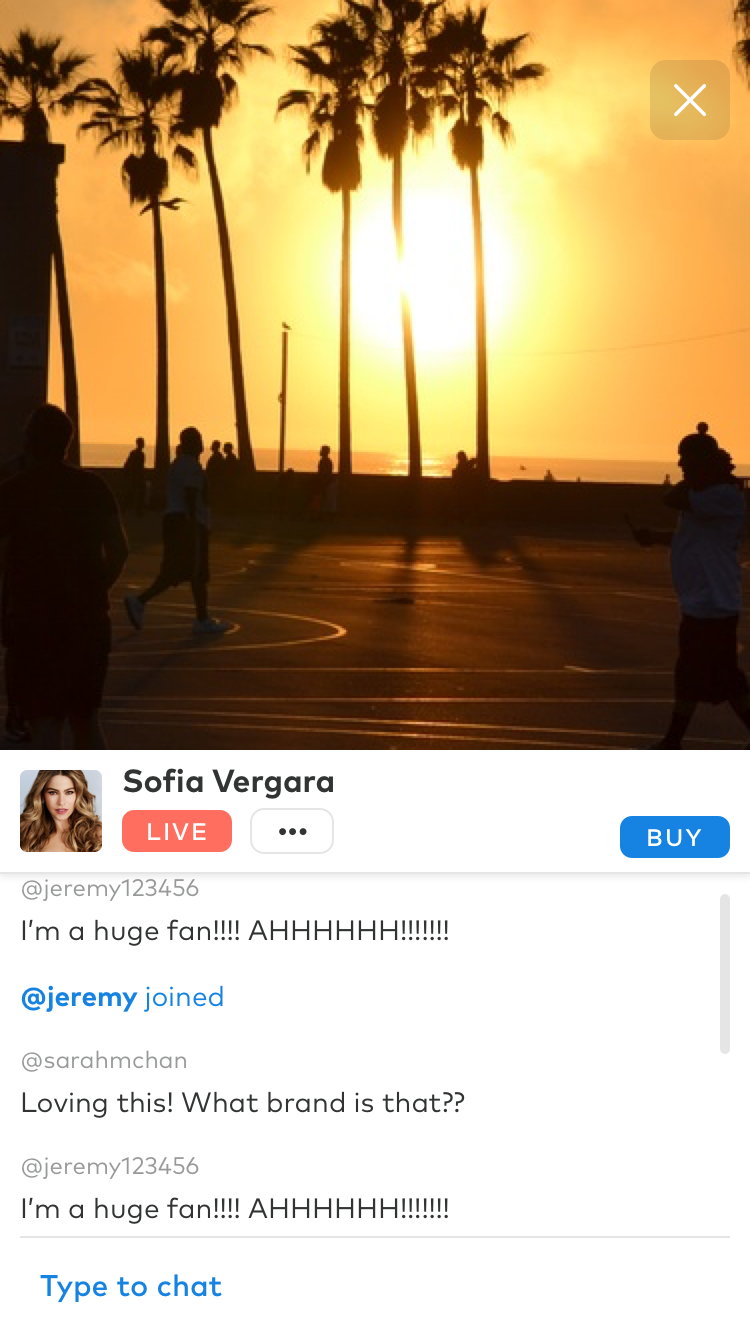 Sofia Vergara
LIVE
BUY
@jeremy123456
I'm a huge fan!!!! AHHHHHH!!!!!!!
@jeremy joined
@sarahmchan
Loving this! What brand is that??
@jeremy123456
I'm a huge fan!!!! AHHHHHH!!!!!!!
Type to chat